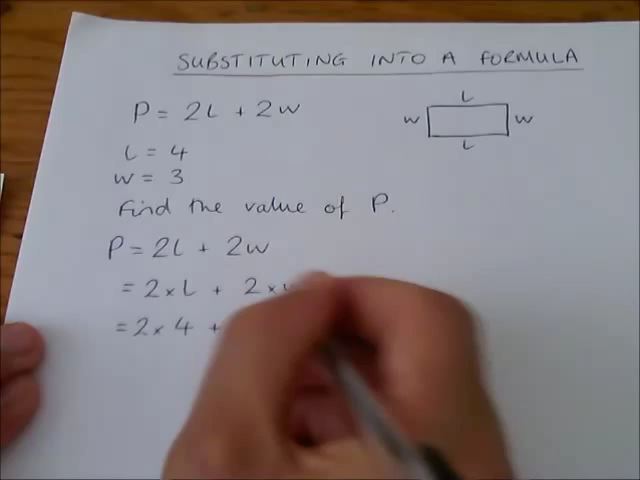 SUBSTITUTING INTO A FORMULA
P = 2L + 2W
L
W W
L
L = 4
W = 3
Find the value of P.
P = 2L + 2W
= 2 × L + 2 ×
= 2 × 4 +